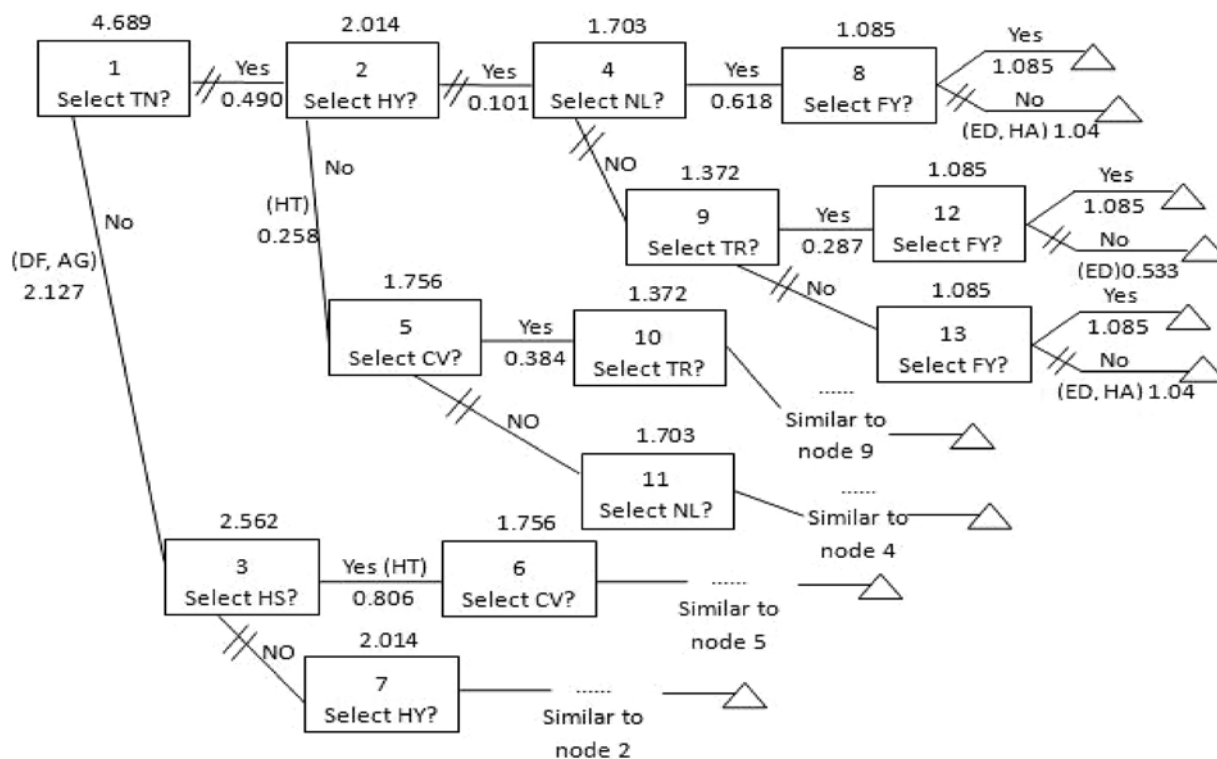 4.689
1
Select TN?
Yes
0.490
2.014
2
Select HY?
Yes
0.101
1.703
4
Select NL?
Yes
0.618
1.085
8
Select FY?
Yes
1.085
No
(ED, HA) 1.04
NO
1.372
9
Select TR?
Yes
0.287
1.085
12
Select FY?
Yes
1.085
No
(ED)0.533
No
1.085
13
Select FY?
Yes
1.085
No
(ED, HA) 1.04
No
(HT)
0.258
1.756
5
Select CV?
Yes
0.384
1.372
10
Select TR?
......
Similar to
node 9
NO
1.703
11
Select NL?
......
Similar to
node 4
No
(DF, AG)
2.127
2.562
3
Select HS?
Yes (HT)
0.806
1.756
6
Select CV?
......
Similar to
node 5
NO
2.014
7
Select HY?
......
Similar to
node 2